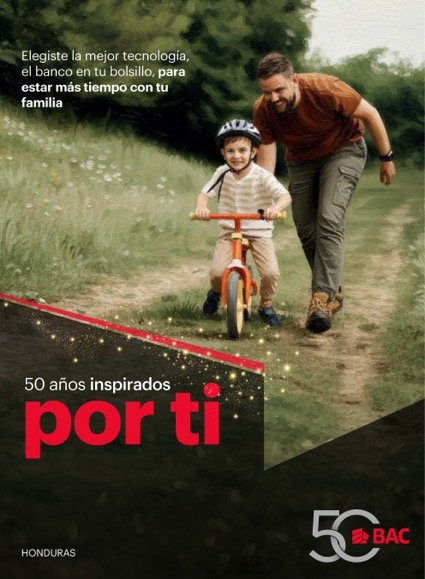 Elegiste la mejor tecnología,
el banco en tu bolsillo, para
estar más tiempo con tu
familia
50 años inspirados
por ti
50 BAC
HONDURAS